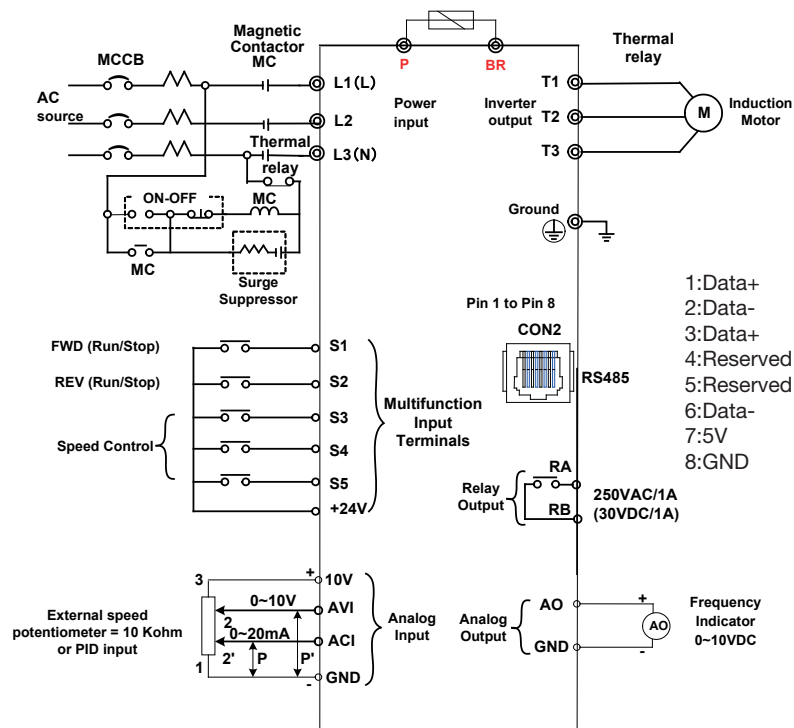 Magnetic
Contactor
MC
MCCB
AC
source
L1(L)
L2
L3(N)
Thermal
relay
ON-OFF
MC
MC
Surge
Suppressor
P
BR
Power
input
Inverter
output
T1
T2
T3
Thermal
relay
M
Induction
Motor
Ground
Pin 1 to Pin 8
CON2
RS485
1:Data+
2:Data-
3:Data+
4:Reserved
5:Reserved
6:Data-
7:5V
8:GND
FWD (Run/Stop)
REV (Run/Stop)
Speed Control
S1
S2
S3
S4
S5
+24V
Multifunction
Input
Terminals
Relay
Output
RA
RB
250VAC/1A
(30VDC/1A)
External speed
potentiometer = 10 Kohm
or PID input
3
+
10V
0~10V
AVI
2
0~20mA
ACI
2'
P
P'
1
-
GND
Analog
Input
Analog
Output
AO
GND
+
AO
-
Frequency
Indicator
0~10VDC